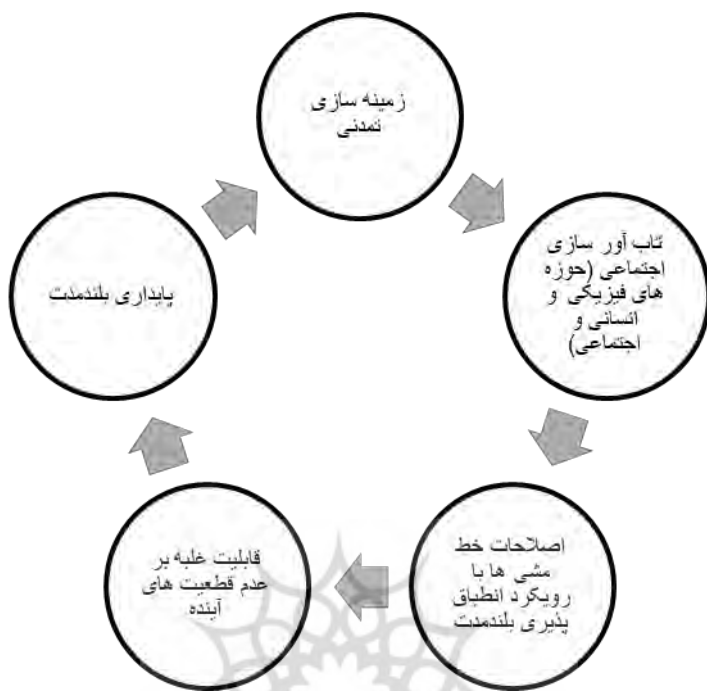 زمینه سازی
تمدنی
تاب آور سازی
اجتماعی (حوزه
های فیزیکی و
انسانی و
اجتماعی)
اصلاحات خط
مشی ها با
رویکرد انطباق
پذیری بلندمدت
قابلیت غلبه بر
عدم قطعیت های
آینده
پایداری بلندمدت